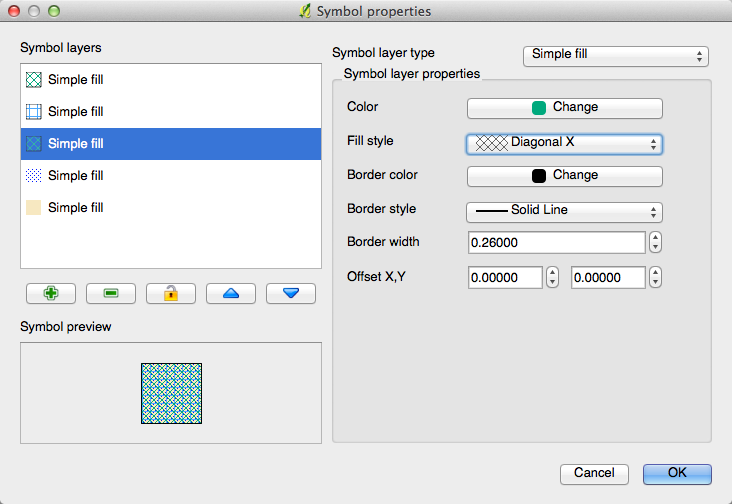 Symbol properties
Symbol layers
Simple fill
Simple fill
Simple fill
Simple fill
Simple fill
Symbol preview
Symbol layer type
Simple fill
Symbol layer properties
Color
Change
Fill style
Diagonal X
Border color
Change
Border style
Solid Line
Border width
0.26000
Offset X,Y
0.00000
0.00000
Cancel
OK